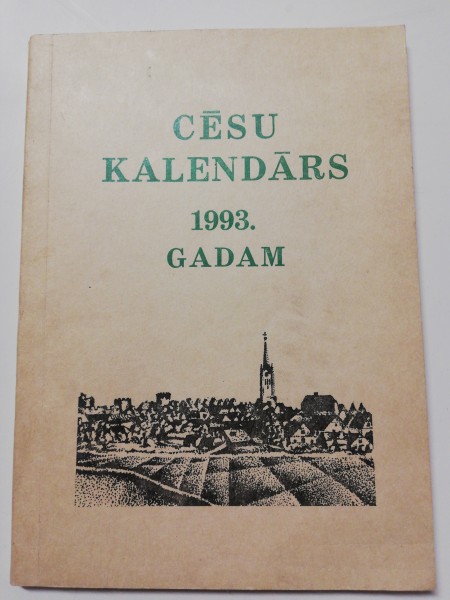 CĒSU
KALENDĀRS
1993.
GADAM